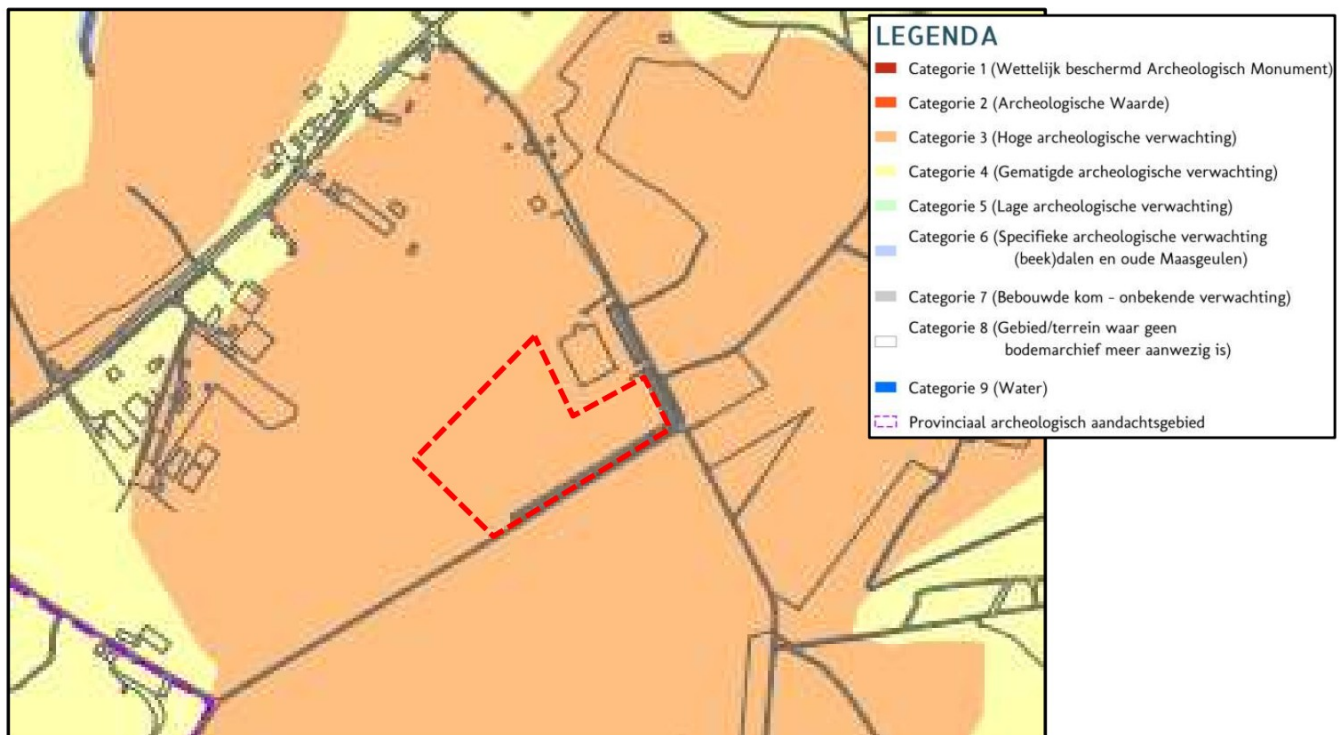 LEGENDA
Categorie 1 (Wettelijk beschermd Archeologisch Monument)
Categorie 2 (Archeologische Waarde)
Categorie 3 (Hoge archeologische verwachting)
Categorie 4 (Gematigde archeologische verwachting)
Categorie 5 (Lage archeologische verwachting)
Categorie 6 (Specifieke archeologische verwachting
(beek)dalen en oude Maasgeulen)
Categorie 7 (Bebouwde kom - onbekende verwachting)
Categorie 8 (Gebied/terrein waar geen
bodemarchief meer aanwezig is)
Categorie 9 (Water)
Provinciaal archeologisch aandachtsgebied